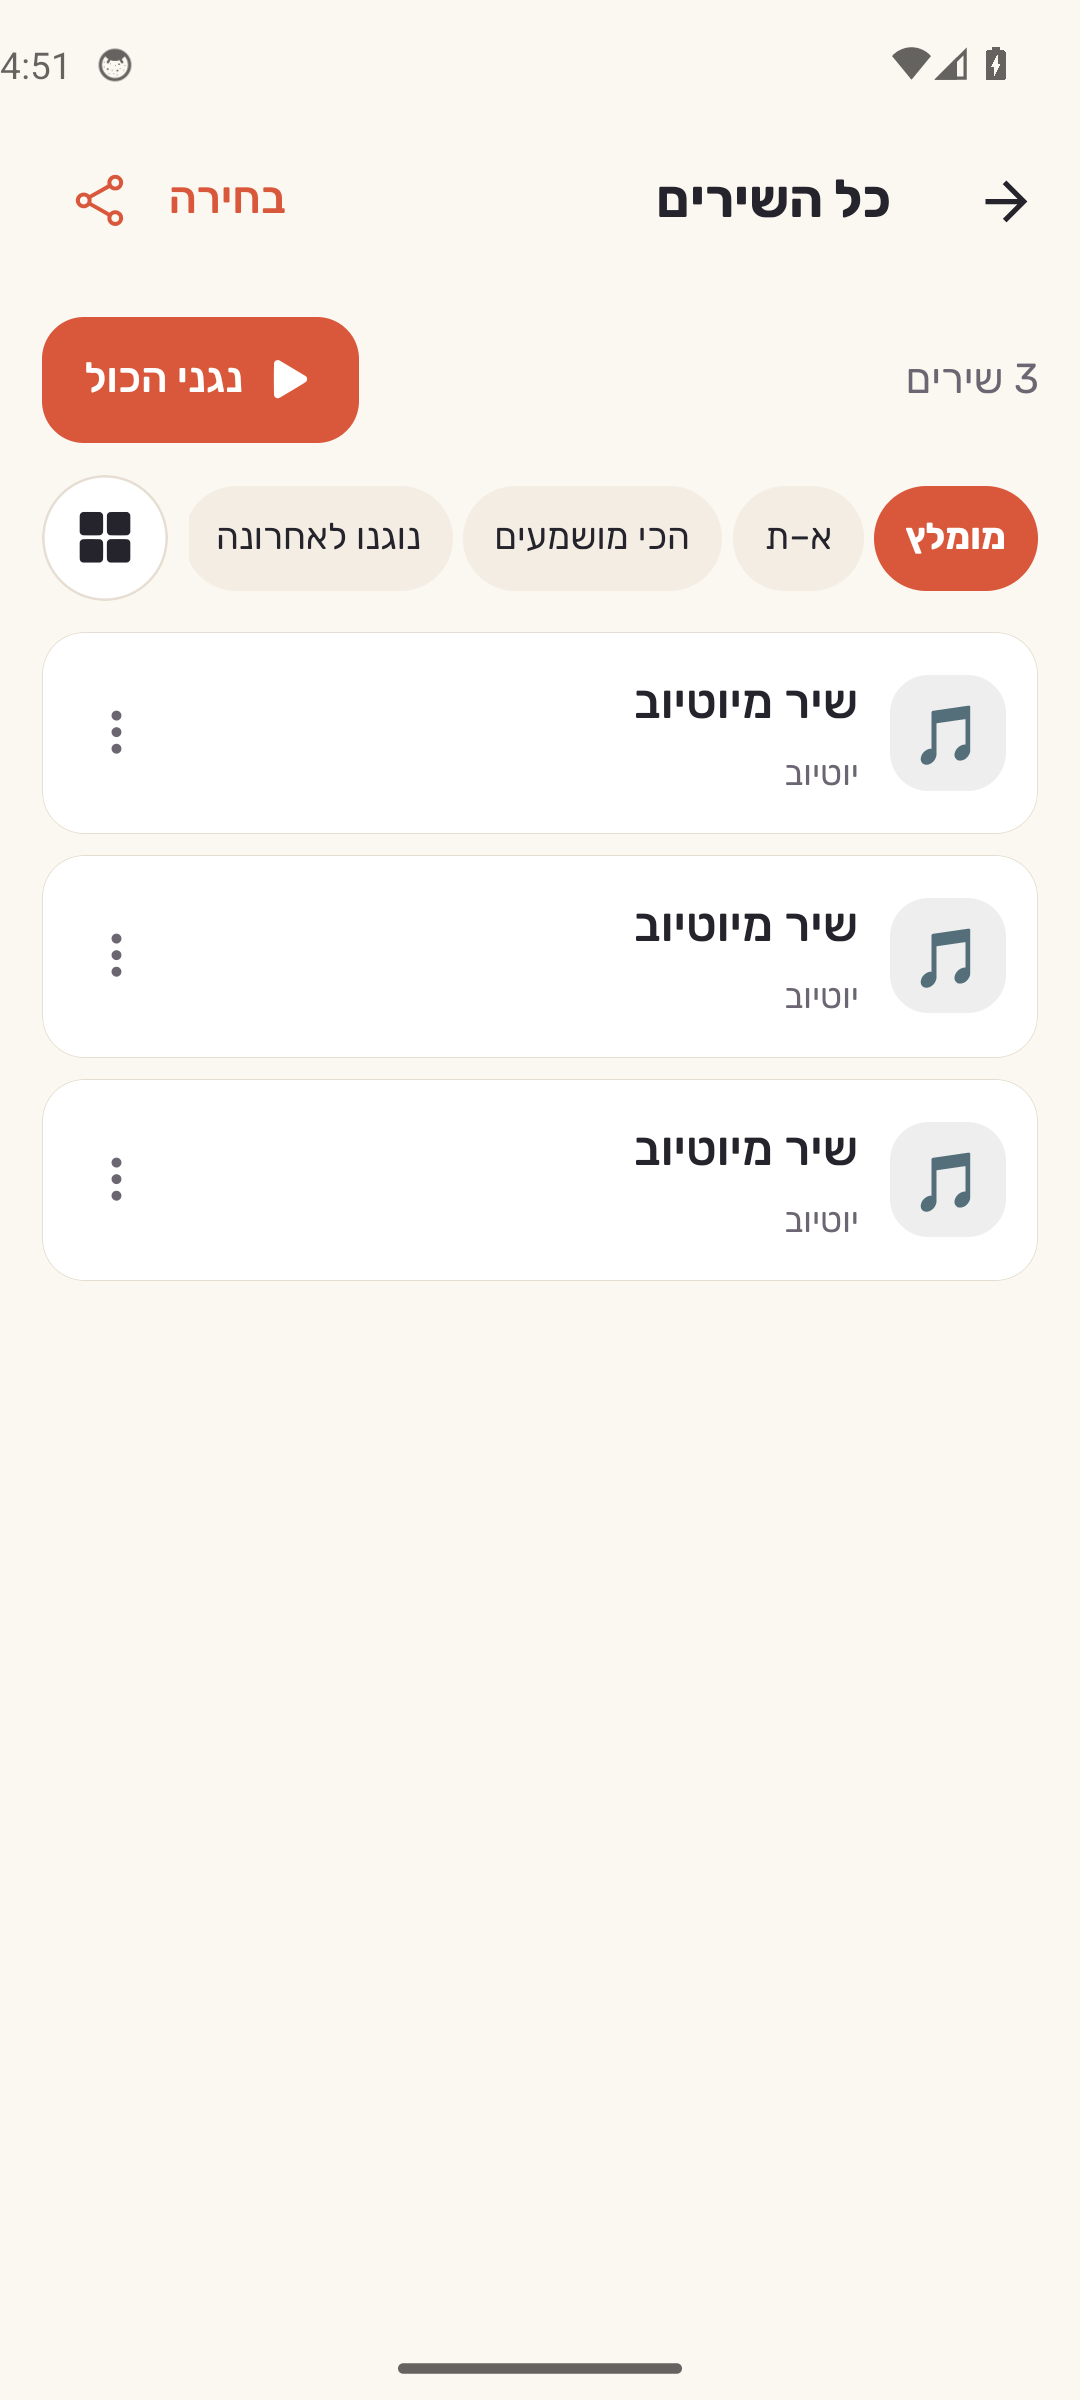 4:51
כל השירים
בחירה
3 שירים
נגני הכול
מומלץ
א–ת
הכי מושמעים
נוגנו לאחרונה
שיר מיוטיוב
יוטיוב
שיר מיוטיוב
יוטיוב
שיר מיוטיוב
יוטיוב